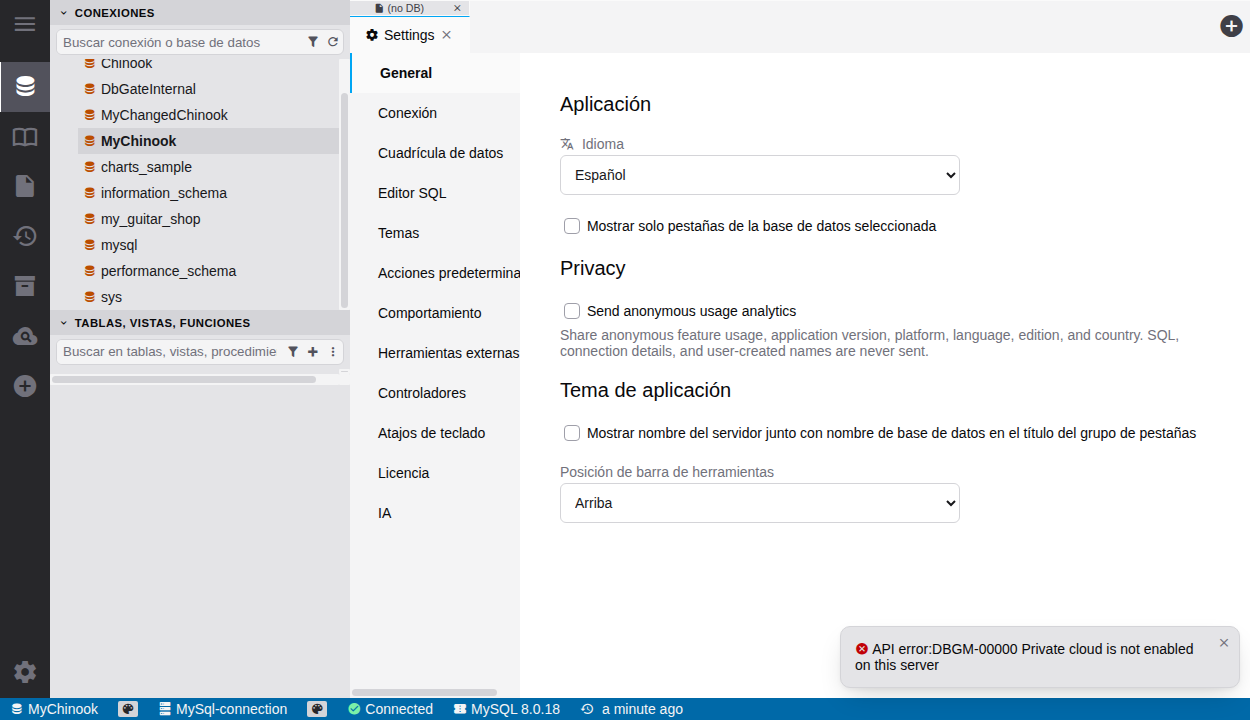 CONEXIONES
Buscar conexión o base de datos
Chinook
DbGateInternal
MyChangedChinook
MyChinook
charts_sample
information_schema
my_guitar_shop
mysql
performance_schema
sys
TABLAS, VISTAS, FUNCIONES
Buscar en tablas, vistas, procedimie
(no DB)
Settings
General
Conexión
Cuadrícula de datos
Editor SQL
Temas
Acciones predetermina
Comportamiento
Herramientas externas
Controladores
Atajos de teclado
Licencia
IA
Aplicación
Idioma
Español
Mostrar solo pestañas de la base de datos seleccionada
Privacy
Send anonymous usage analytics
Share anonymous feature usage, application version, platform, language, edition, and country. SQL,
connection details, and user-created names are never sent.
Tema de aplicación
Mostrar nombre del servidor junto con nombre de base de datos en el título del grupo de pestañas
Posición de barra de herramientas
Arriba
API error:DBGM-00000 Private cloud is not enabled
on this server
MyChinook MySql-connection Connected MySQL 8.0.18 a minute ago